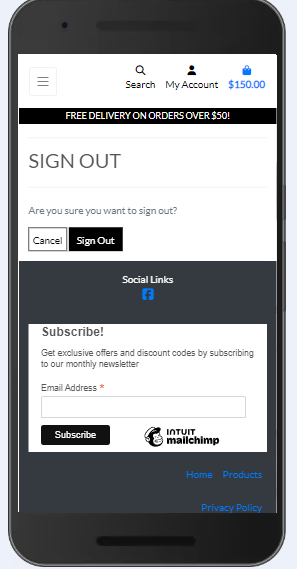 Search My Account $150.00
FREE DELIVERY ON ORDERS OVER $50!
SIGN OUT
Are you sure you want to sign out?
Cancel Sign Out
Social Links
Subscribe!
Get exclusive offers and discount codes by subscribing
to our monthly newsletter
Email Address *
Subscribe
INTUIT
mailchimp
Home Products
Privacy Policy